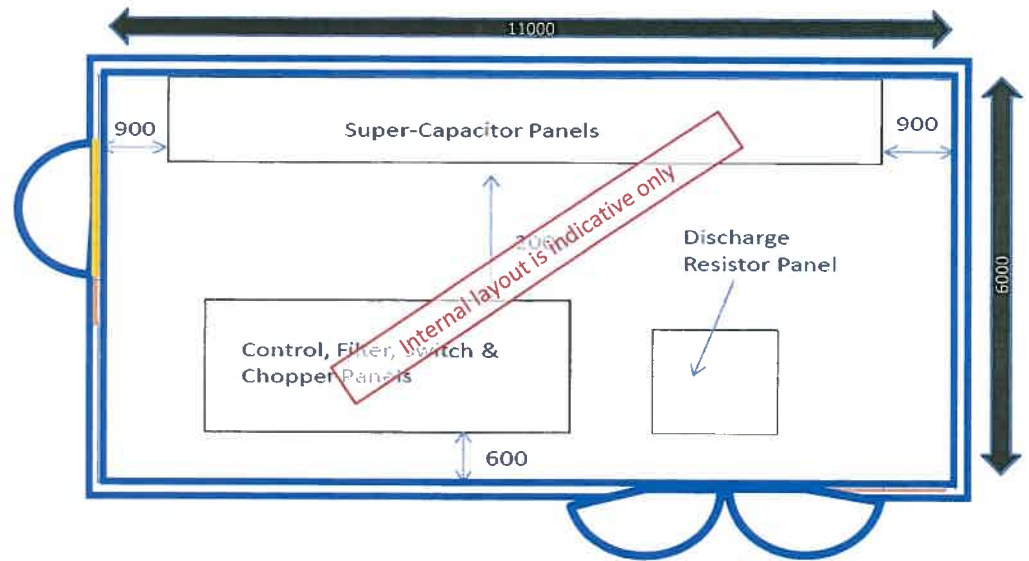 11000
900
Super-Capacitor Panels
900
Internal layout is indicative only
Discharge
Resistor Panel
6000
Control, Filter, Switch &
Chopper Panels
600